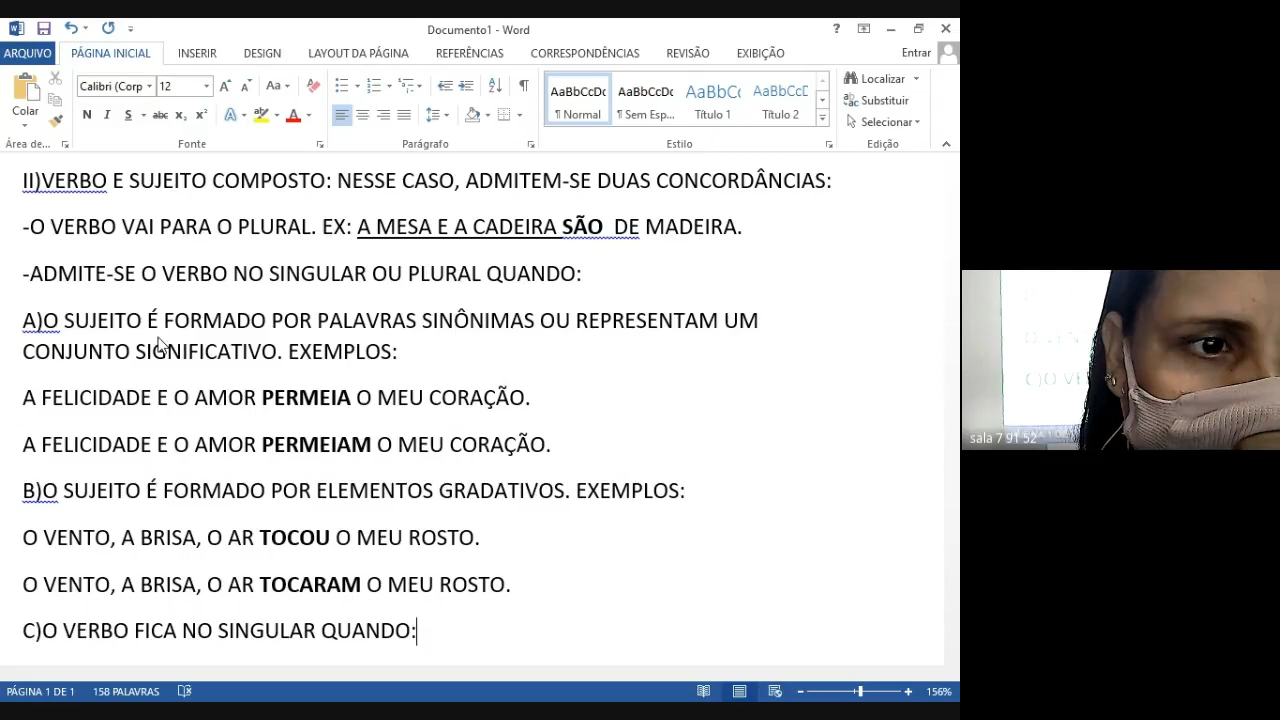 Documento1 - Word
ARQUIVO PÁGINA INICIAL INSERIR DESIGN LAYOUT DA PÁGINA REFERÊNCIAS CORRESPONDÊNCIAS REVISÃO EXIBIÇÃO Entrar
Colar
Calibri (Corp 12
Aa
N I S abc x₂ x²
AaBbCcDc AaBbCcDc AaBbC AaBbCcD
¶ Normal ¶ Sem Esp... Título 1 Título 2
Localizar
Substituir
Selecionar
Área de... Fonte Parágrafo Estilo Edição
II)VERBO E SUJEITO COMPOSTO: NESSE CASO, ADMITEM-SE DUAS CONCORDÂNCIAS:
-O VERBO VAI PARA O PLURAL. EX: A MESA E A CADEIRA SÃO DE MADEIRA.
-ADMITE-SE O VERBO NO SINGULAR OU PLURAL QUANDO:
A)O SUJEITO É FORMADO POR PALAVRAS SINÔNIMAS OU REPRESENTAM UM
CONJUNTO SIGNIFICATIVO. EXEMPLOS:
A FELICIDADE E O AMOR PERMEIA O MEU CORAÇÃO.
A FELICIDADE E O AMOR PERMEIAM O MEU CORAÇÃO.
B)O SUJEITO É FORMADO POR ELEMENTOS GRADATIVOS. EXEMPLOS:
O VENTO, A BRISA, O AR TOCOU O MEU ROSTO.
O VENTO, A BRISA, O AR TOCARAM O MEU ROSTO.
C)O VERBO FICA NO SINGULAR QUANDO:
PÁGINA 1 DE 1 158 PALAVRAS 156%
sala 7 91 52